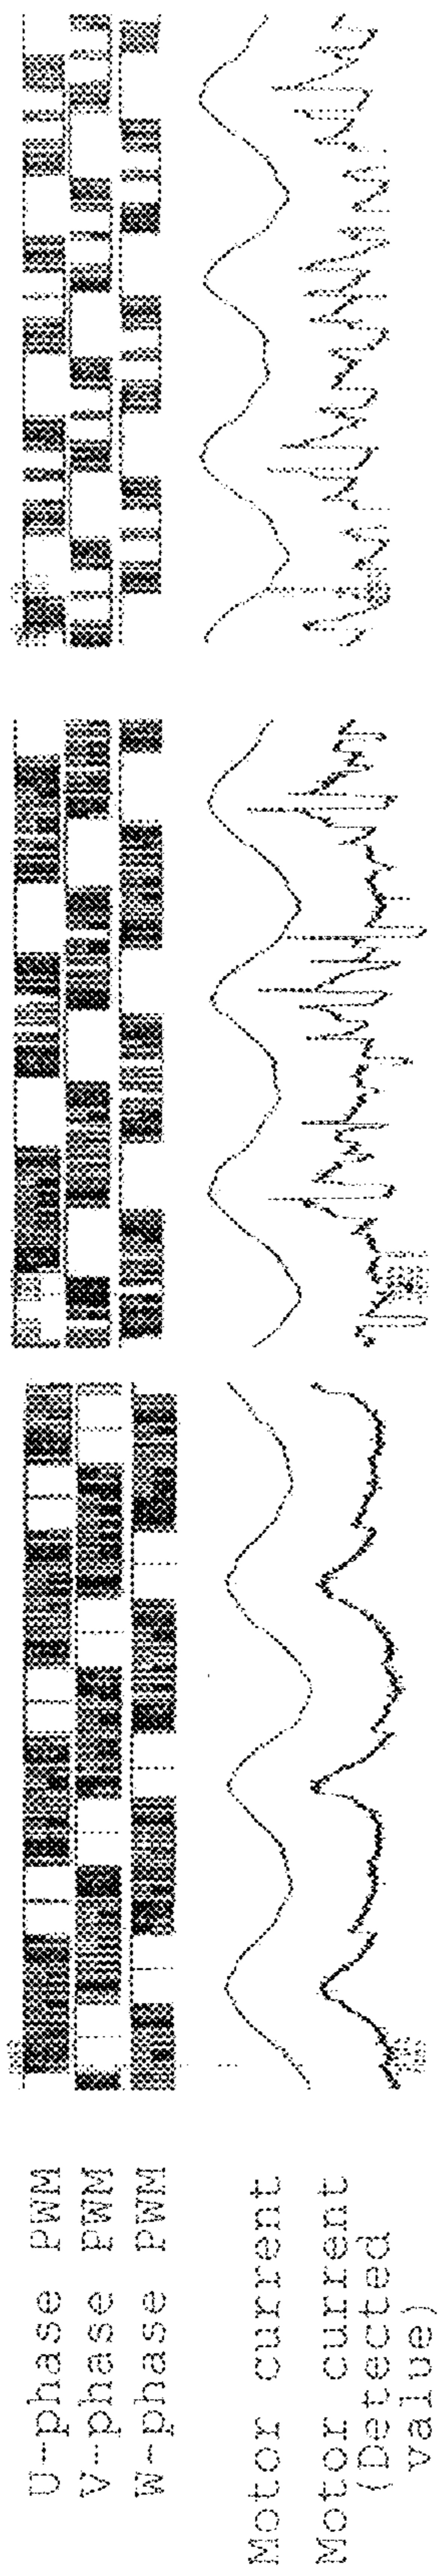 U-phase PWM
V-phase PWM
W-phase PWM
Motor current
Motor current
(Detected
value)